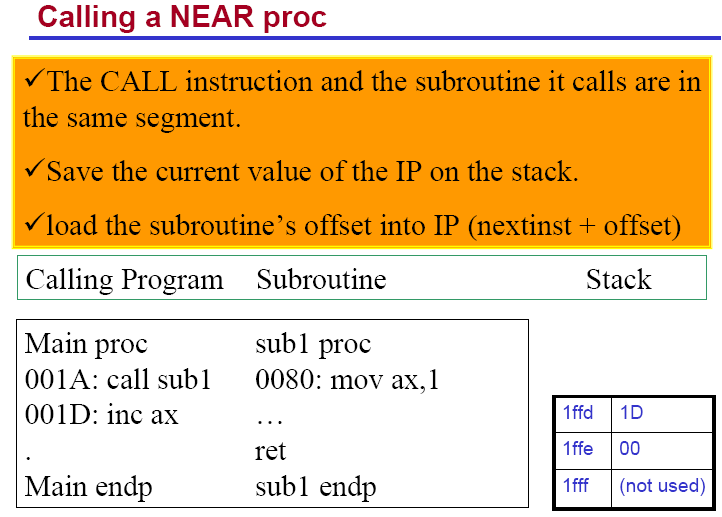 Calling a NEAR proc
✓The CALL instruction and the subroutine it calls are in
the same segment.
✓Save the current value of the IP on the stack.
✓load the subroutine’s offset into IP (nextinst + offset)
Calling Program Subroutine Stack
Main proc sub1 proc
001A: call sub1 0080: mov ax,1
001D: inc ax …
. ret
Main endp sub1 endp
1ffd 1D
1ffe 00
1fff (not used)